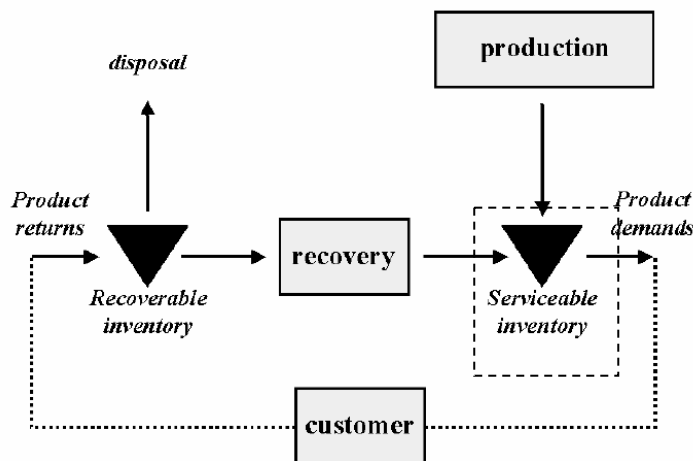 production
disposal
Product
returns
Product
demands
recovery
Recoverable
inventory
Serviceable
inventory
customer